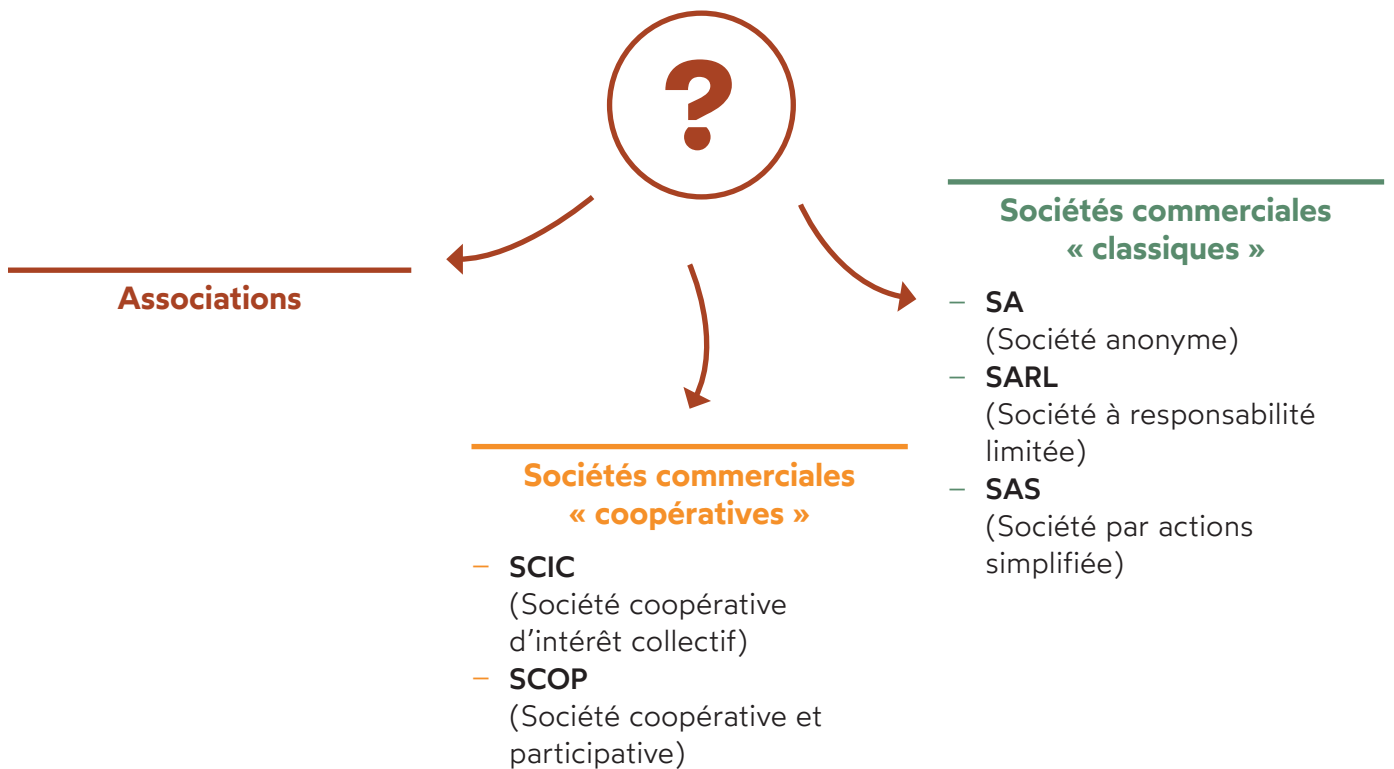 ?
Associations
Sociétés commerciales
« coopératives »
– SCIC
(Société coopérative
d’intérêt collectif)
– SCOP
(Société coopérative et
participative)
Sociétés commerciales
« classiques »
– SA
(Société anonyme)
– SARL
(Société à responsabilité
limitée)
– SAS
(Société par actions
simplifiée)